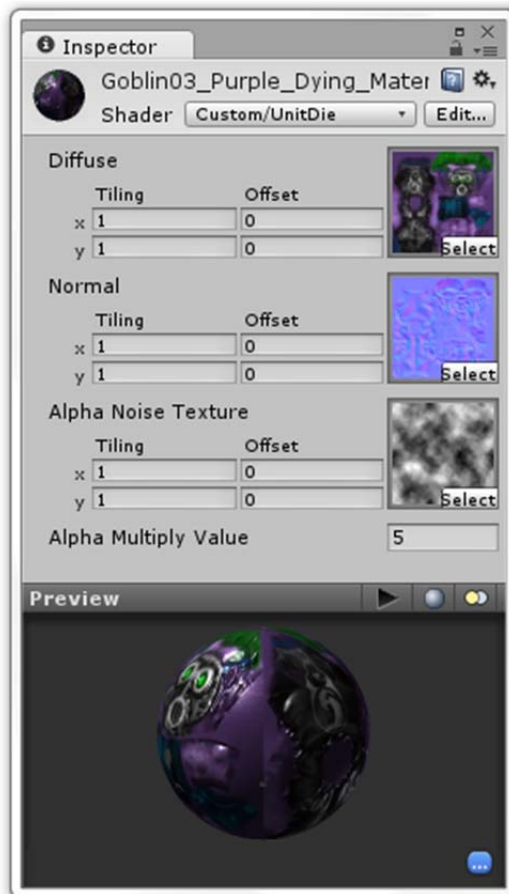 Inspector
Goblin03_Purple_Dying_Mater
Shader Custom/UnitDie Edit...
Diffuse
Tiling Offset
x 1 0
y 1 0
Select
Normal
Tiling Offset
x 1 0
y 1 0
Select
Alpha Noise Texture
Tiling Offset
x 1 0
y 1 0
Select
Alpha Multiply Value 5
Preview